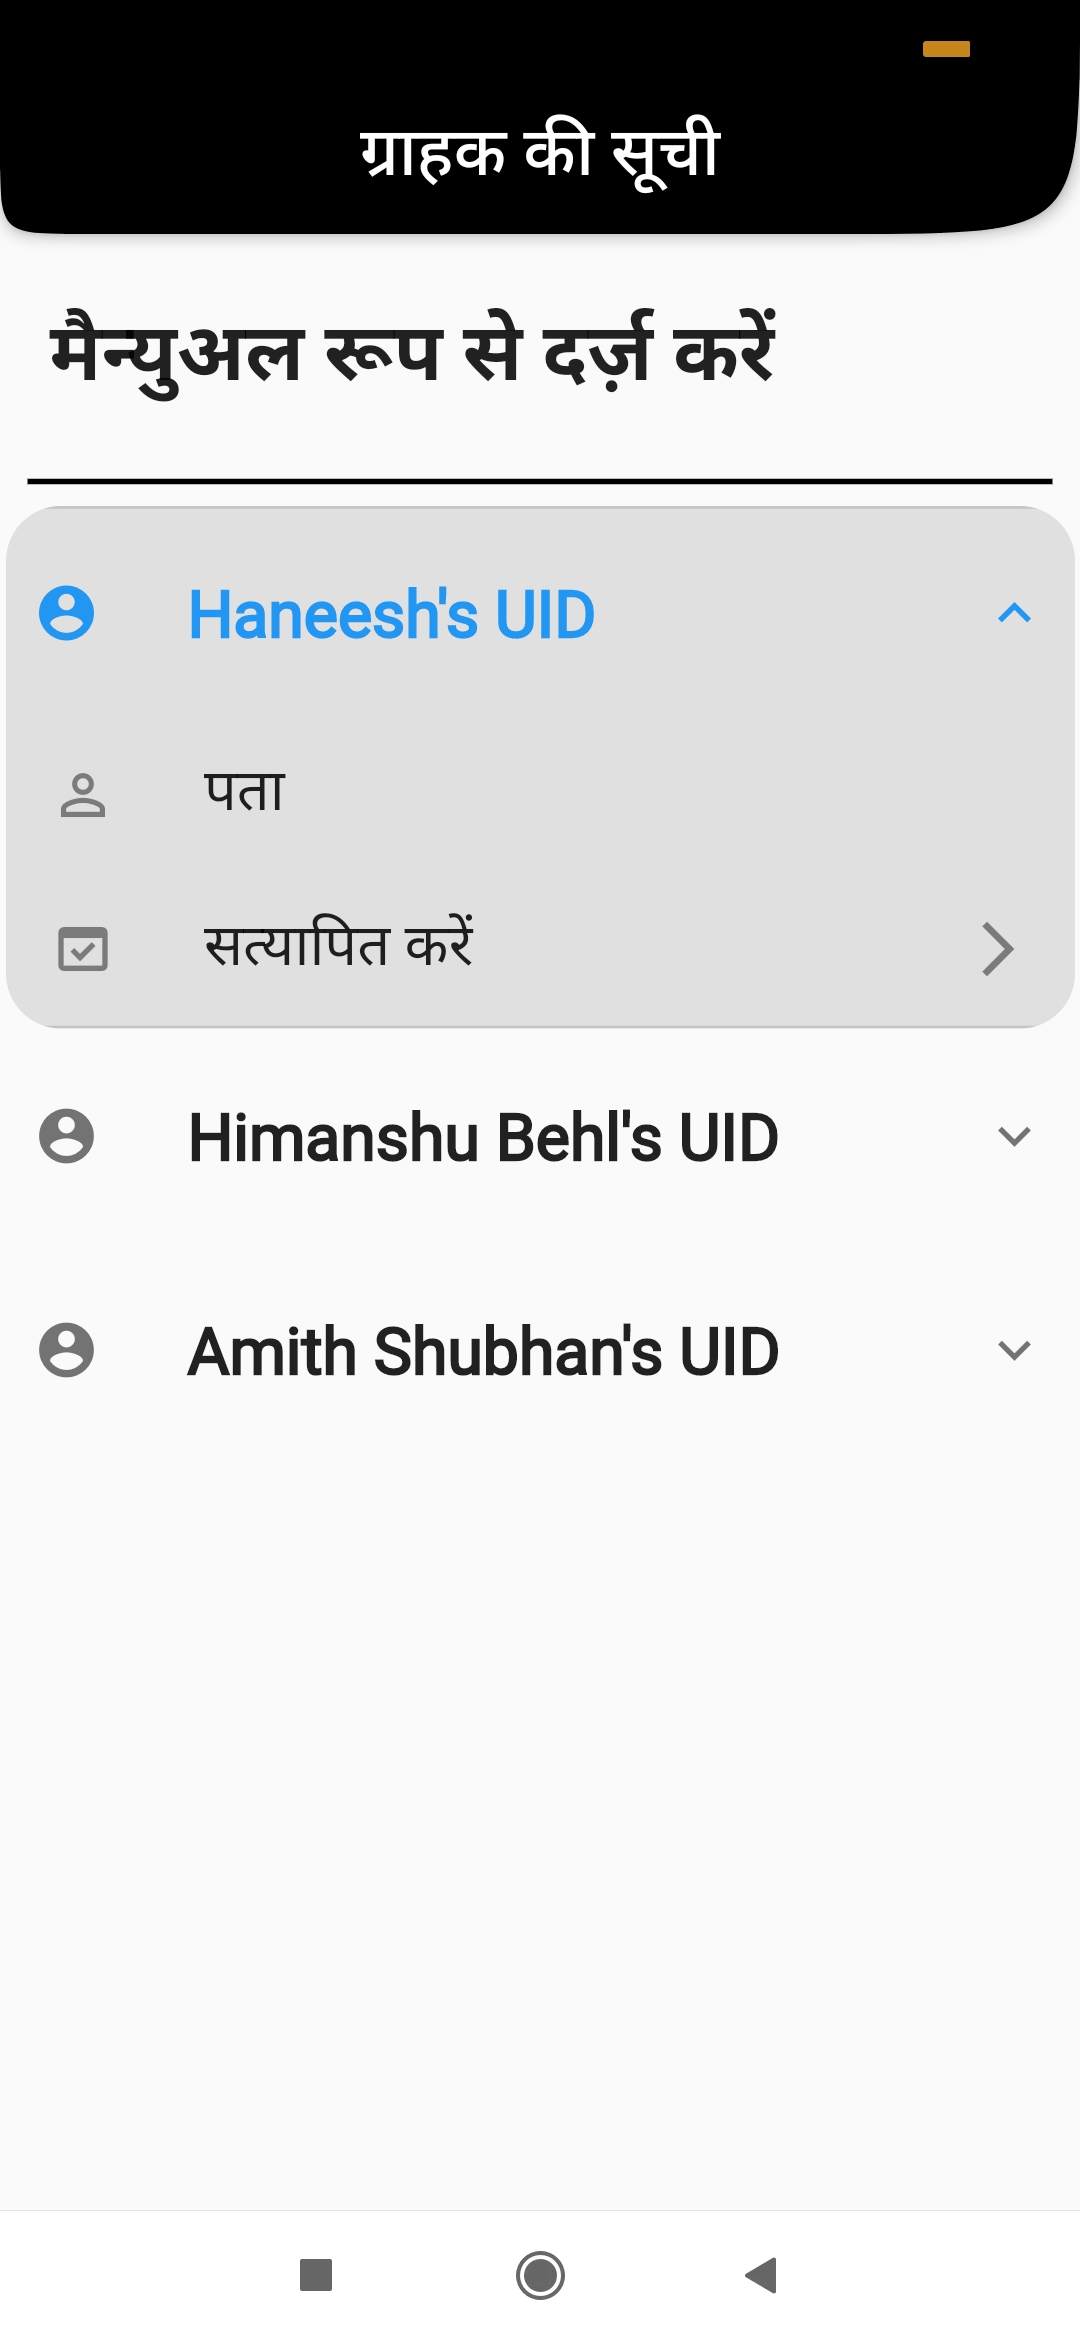 ग्राहक की सूची
मैन्युअल रूप से दर्ज़ करें
Haneesh's UID
पता
सत्यापित करें
Himanshu Behl's UID
Amith Shubhan's UID